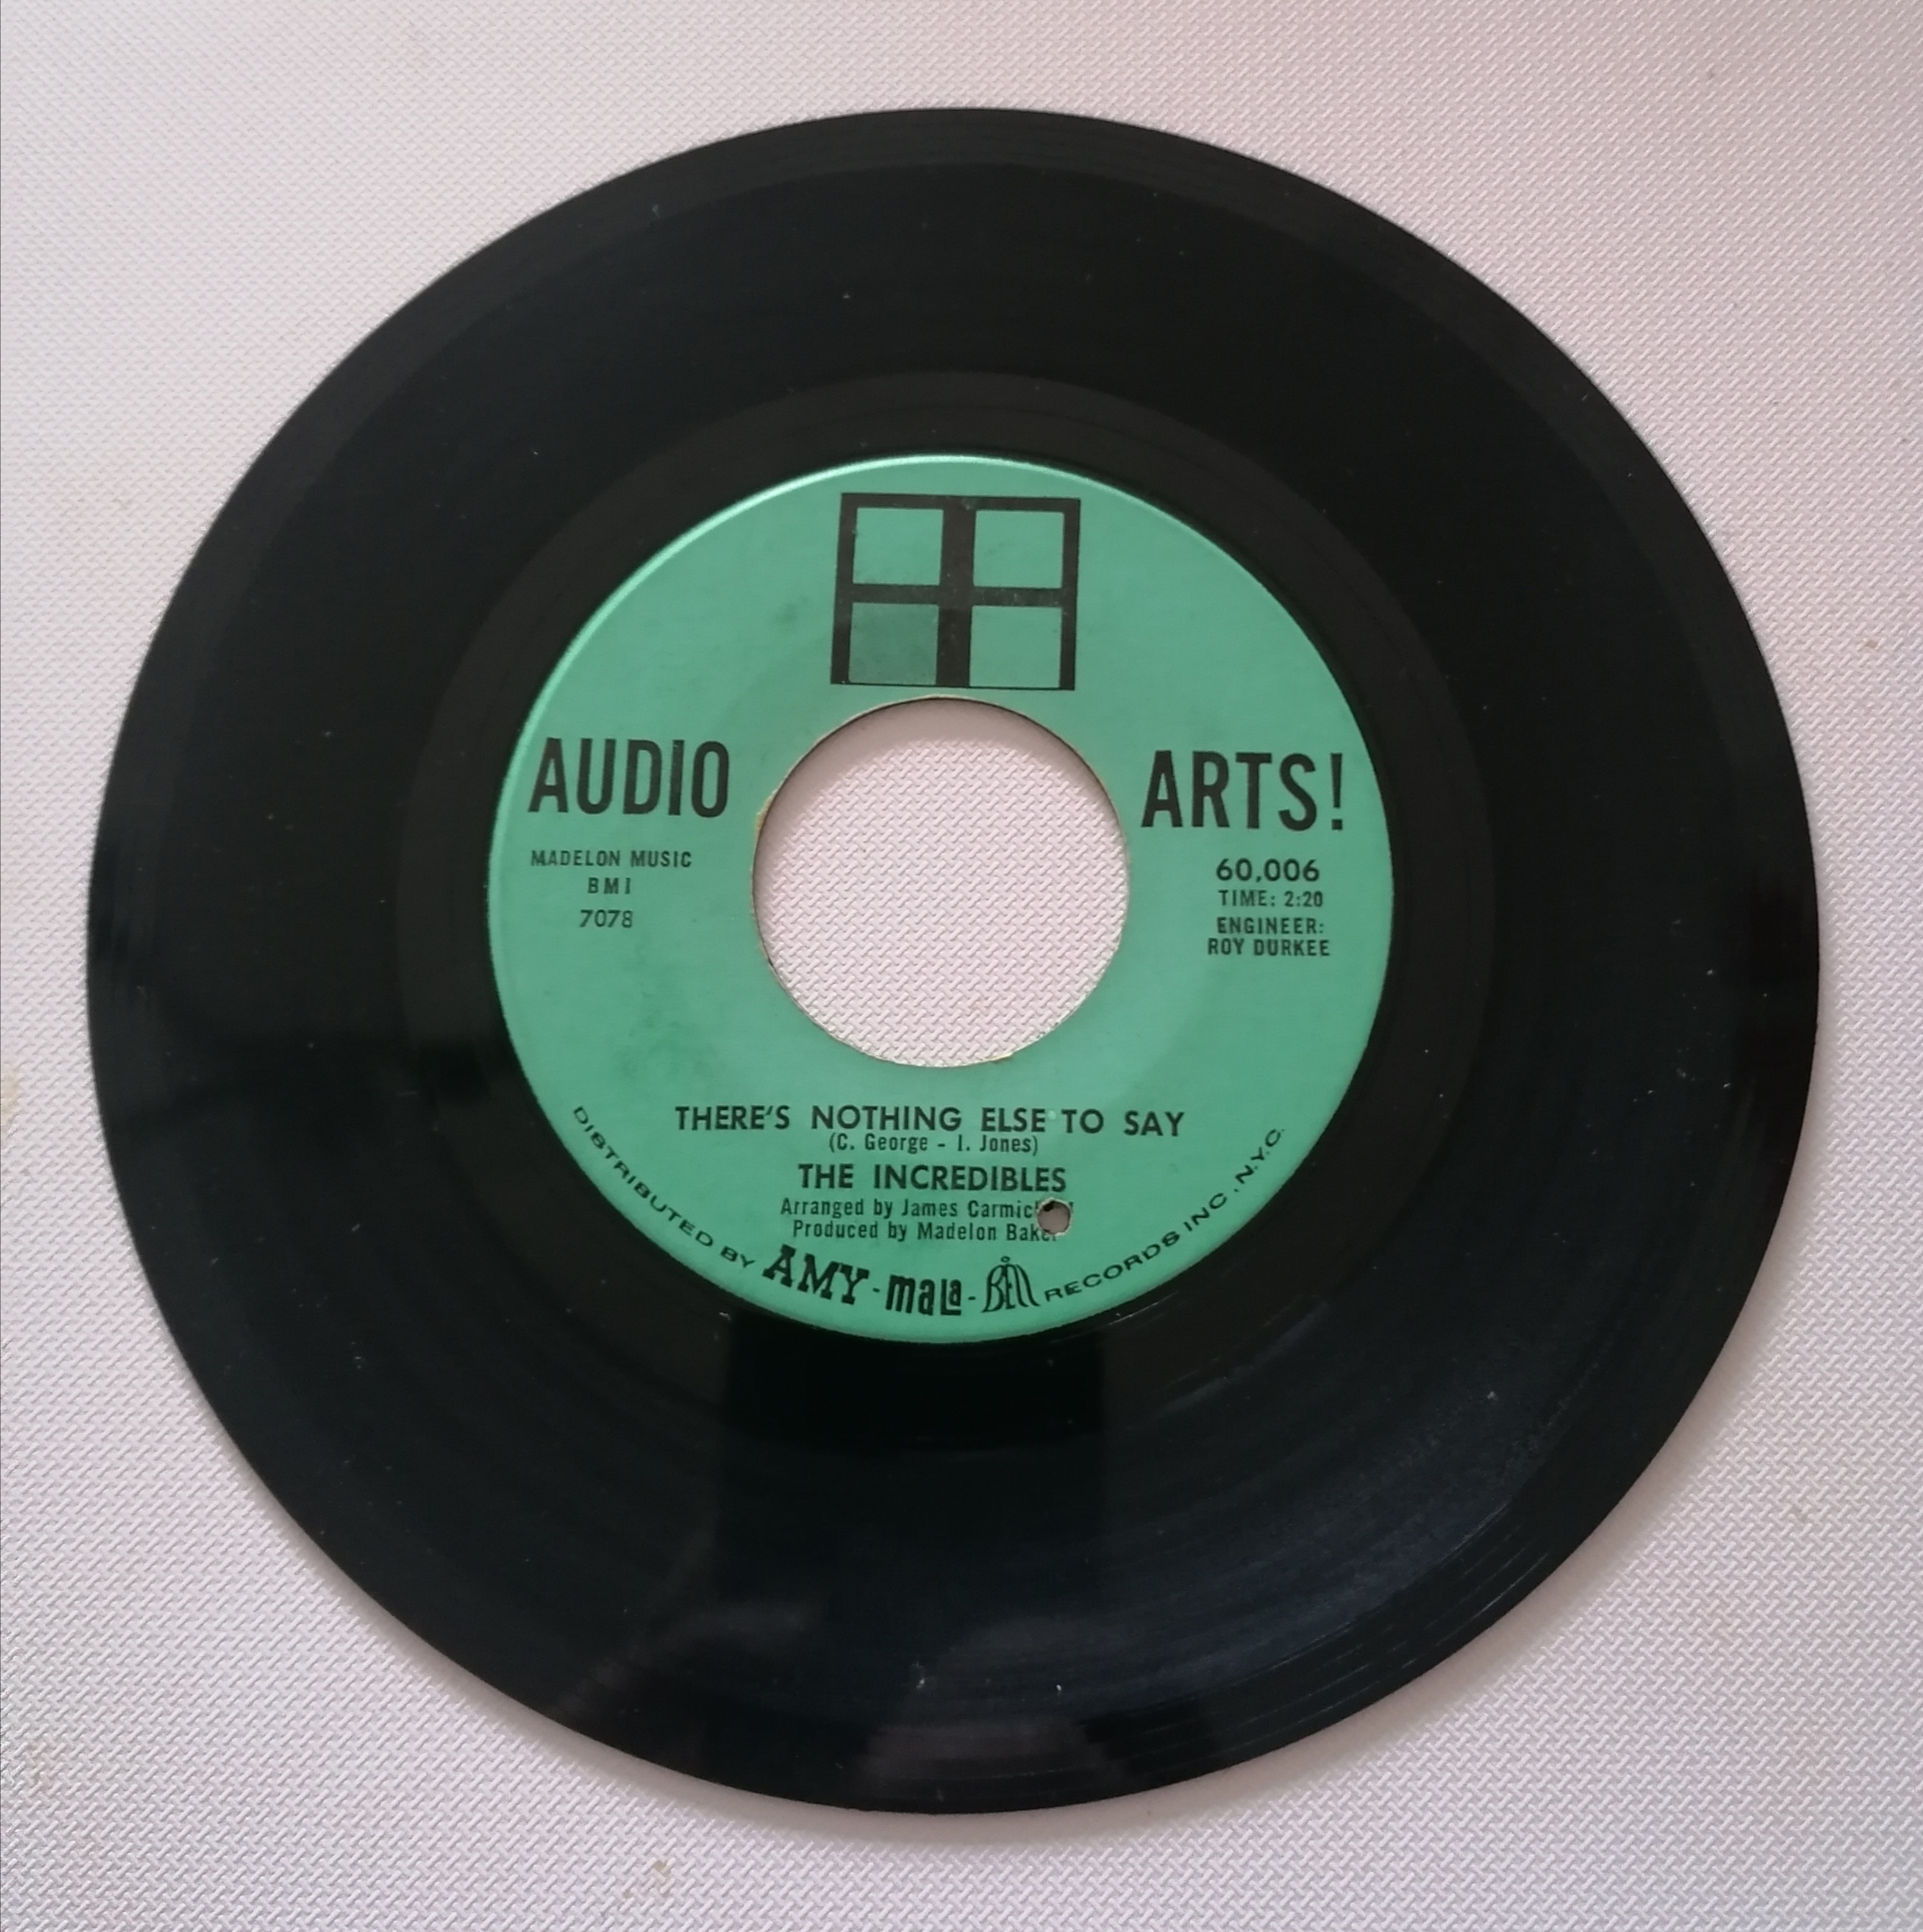 AUDIO ARTS!
MADELON MUSIC
BMI
7078
60,006
TIME: 2:20
ENGINEER:
ROY DURKEE
THERE'S NOTHING ELSE TO SAY
(C. George - I. Jones)
THE INCREDIBLES
Arranged by James
Produced by Madelon Baker
DISTRIBUTED BY AMY-mala-BELL RECORDS INC. N.Y.C.